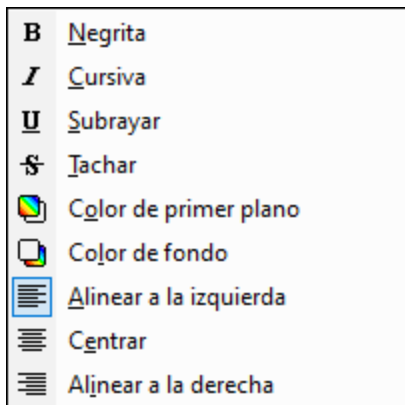 B Negrita
I Cursiva
U Subrayar
S Tachar
Color de primer plano
Color de fondo
Alinear a la izquierda
Centrar
Alinear a la derecha